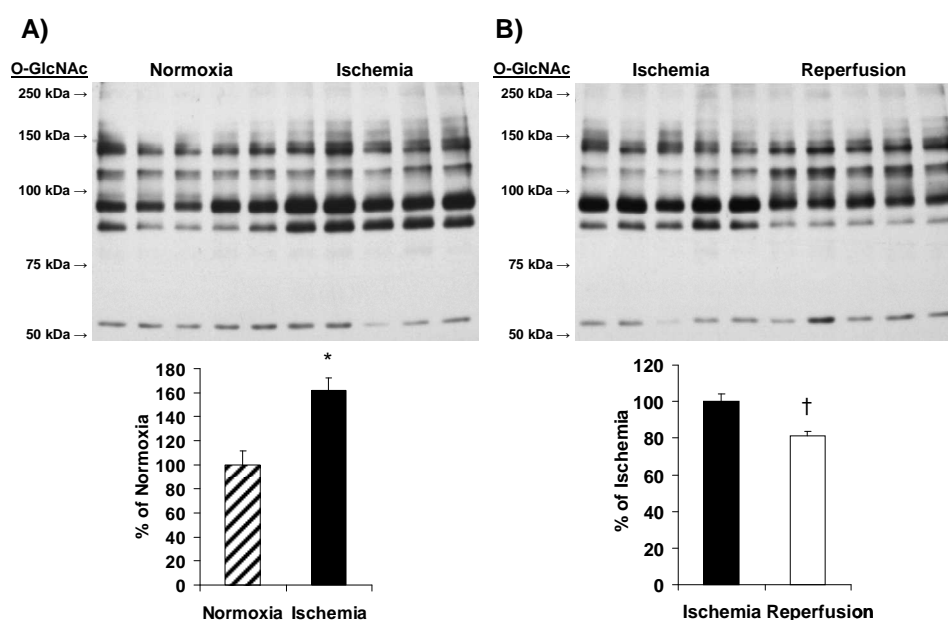 A)
O-GlcNAc Normoxia Ischemia
250 kDa →
150 kDa →
100 kDa →
75 kDa →
50 kDa →
% of Normoxia
180
160
140
120
100
80
60
40
20
0
*
Normoxia Ischemia
B)
O-GlcNAc Ischemia Reperfusion
250 kDa →
150 kDa →
100 kDa →
75 kDa →
50 kDa →
% of Ischemia
120
100
80
60
40
20
0
†
Ischemia Reperfusion